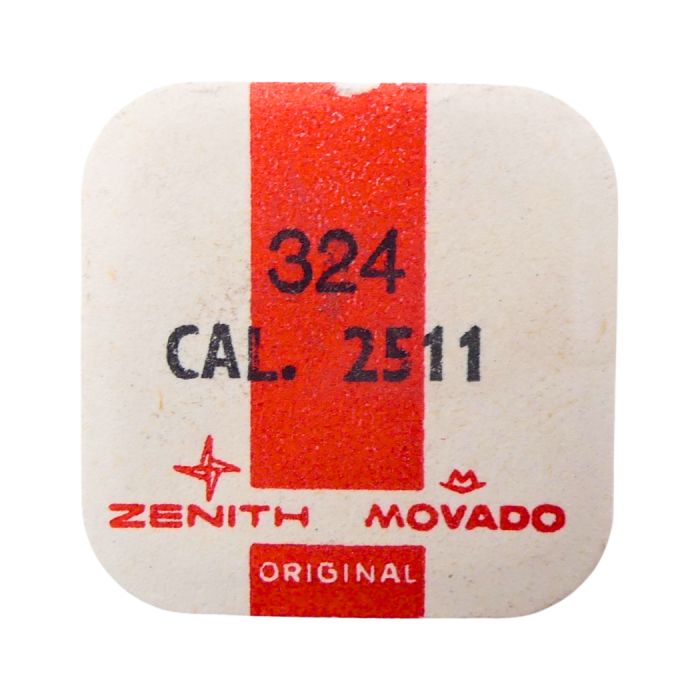 324
CAL. 2511
ZENITH MOVADO
ORIGINAL